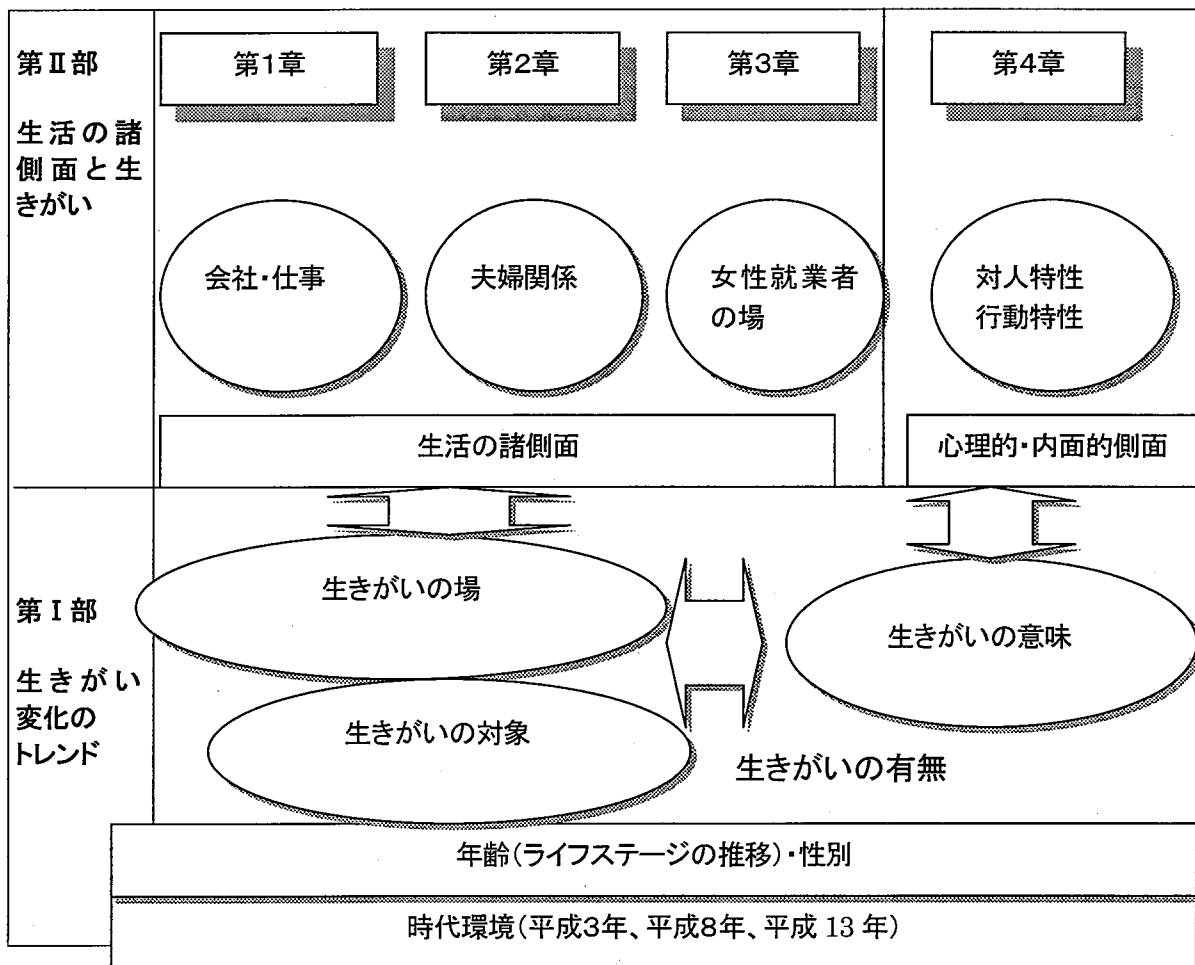 第Ⅱ部
生活の諸
側面と生
きがい
第1章
第2章
第3章
第4章
会社・仕事
夫婦関係
女性就業者
の場
対人特性
行動特性
生活の諸側面
心理的・内面的側面
第Ⅰ部
生きがい
変化の
トレンド
生きがいの場
生きがいの意味
生きがいの対象
生きがいの有無
年齢(ライフステージの推移)・性別
時代環境(平成3年、平成8年、平成 13 年)